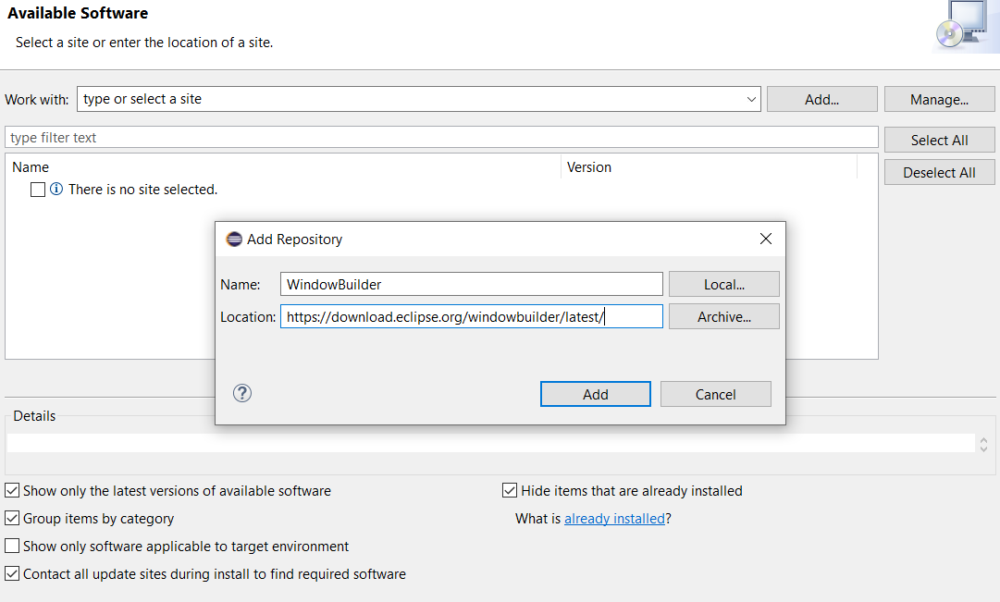 Available Software
Select a site or enter the location of a site.
Work with: type or select a site Add... Manage...
type filter text Select All
Name Version Deselect All
There is no site selected.
Add Repository
Name: WindowBuilder Local...
Location: https://download.eclipse.org/windowbuilder/latest/ Archive...
? Add Cancel
Details
Show only the latest versions of available software Hide items that are already installed
Group items by category What is already installed?
Show only software applicable to target environment
Contact all update sites during install to find required software